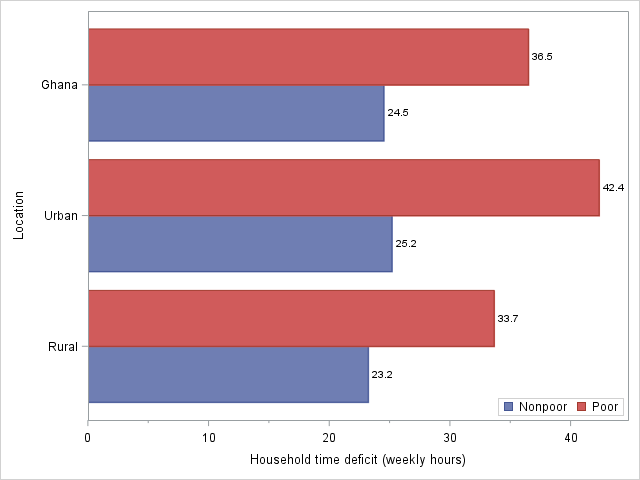 Location
Ghana
36.5
24.5
Urban
42.4
25.2
Rural
33.7
23.2
Nonpoor Poor
0 10 20 30 40
Household time deficit (weekly hours)